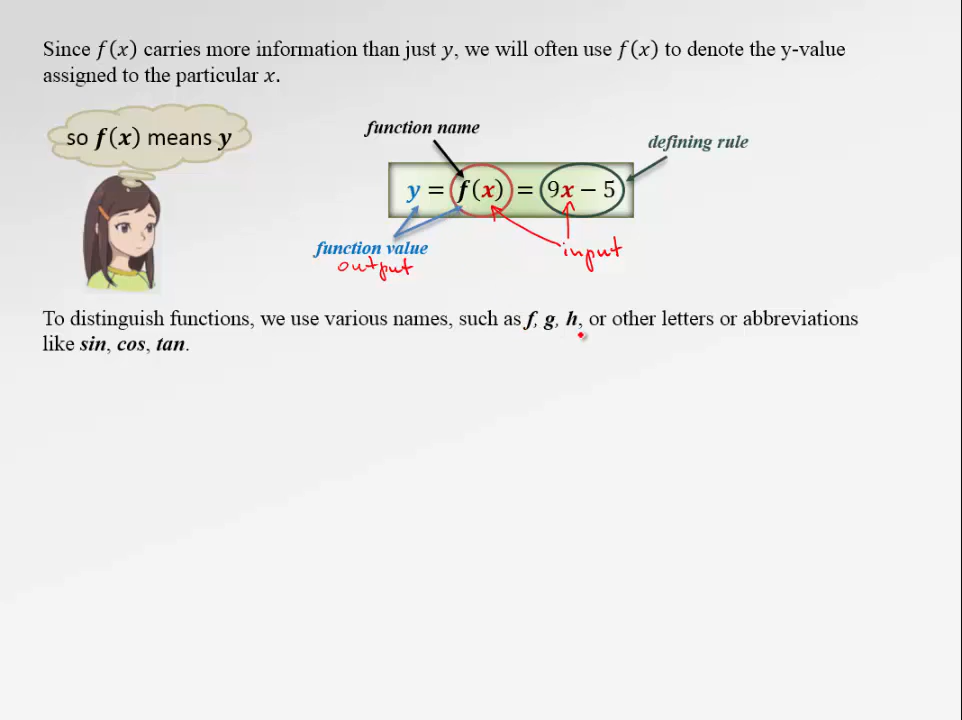 Since f(x) carries more information than just y, we will often use f(x) to denote the y-value
assigned to the particular x.
so f(x) means y
function name
defining rule
y = f(x) = 9x − 5
function value
input
output
To distinguish functions, we use various names, such as f, g, h, or other letters or abbreviations
like sin, cos, tan.